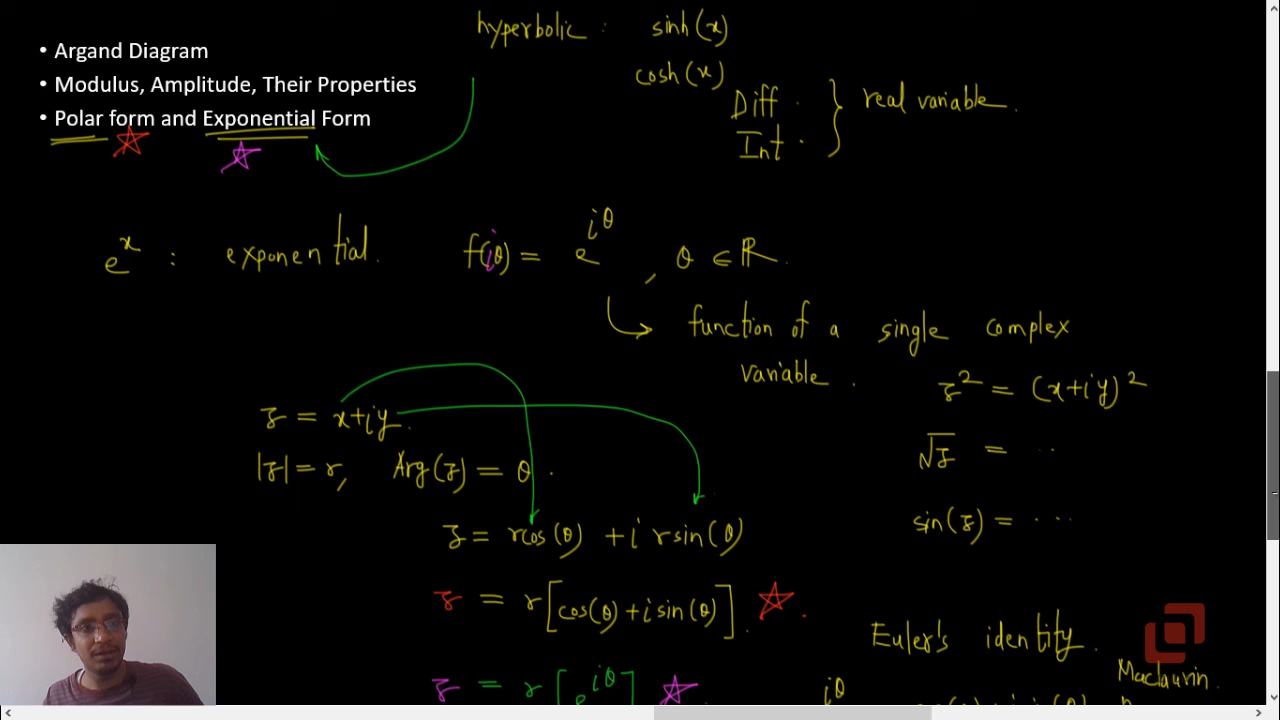 hyperbolic : sinh(x)
cosh(x)
• Argand Diagram
• Modulus, Amplitude, Their Properties
• Polar form and Exponential Form
Diff . } real variable.
Int .
e^x : exponential. f(iθ) = e^{iθ}, θ ∈ ℝ.
function of a single complex
variable.
z² = (x+iy)²
z = x+iy.
|z| = r, Arg(z) = θ.
√z = ..
sin(z) = ...
z = rcos(θ) + i rsin(θ)
z = r[cos(θ) + i sin(θ)].
Euler's identity.
Maclaurin.
z = r[e^{iθ}]